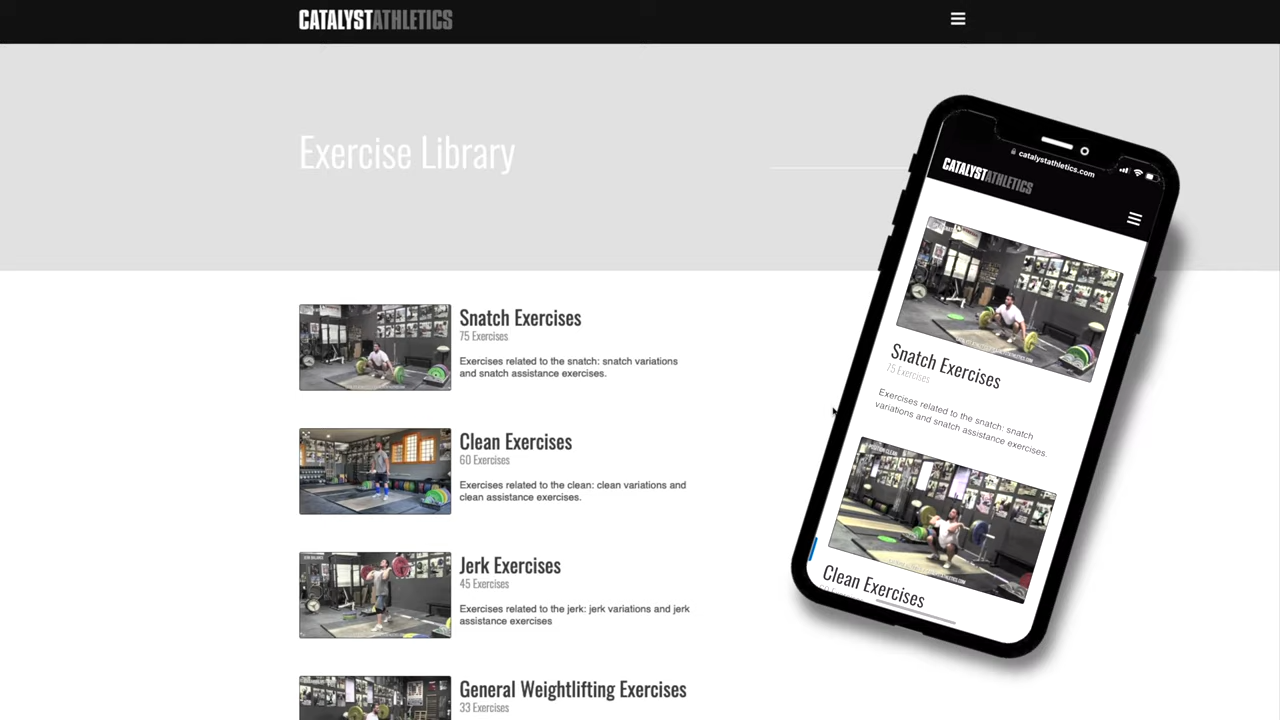 CATALYSTATHLETICS
Exercise Library
Snatch Exercises
75 Exercises
Exercises related to the snatch: snatch variations
and snatch assistance exercises.
Clean Exercises
60 Exercises
Exercises related to the clean: clean variations and
clean assistance exercises.
Jerk Exercises
45 Exercises
Exercises related to the jerk: jerk variations and jerk
assistance exercises
General Weightlifting Exercises
33 Exercises
catalystathletics.com
CATALYSTATHLETICS
Snatch Exercises
75 Exercises
Exercises related to the snatch: snatch
variations and snatch assistance exercises.
Clean Exercises